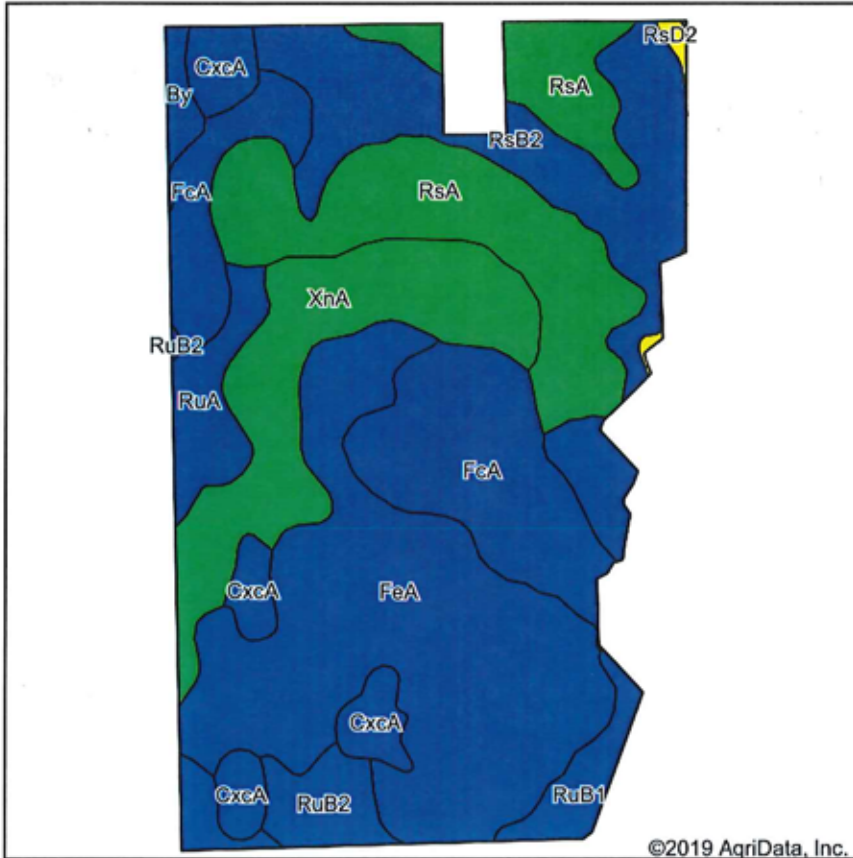 RsD2
CxcA
RsA
By
RsB2
FcA
RsA
XnA
RuB2
RuA
FcA
CxcA
FeA
CxcA
CxcA
RuB2
RuB1
©2019 AgriData, Inc.